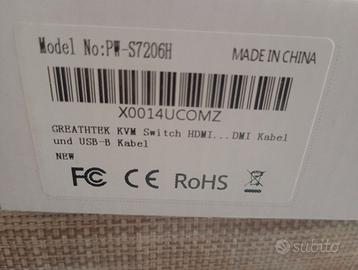 Model No:PW-S7206H
MADE IN CHINA
X0014UCOMZ
GREATHTEK KVM Switch HDMI...DMI Kabel
und USB-B Kabel
NEW
FC CE RoHS
subito